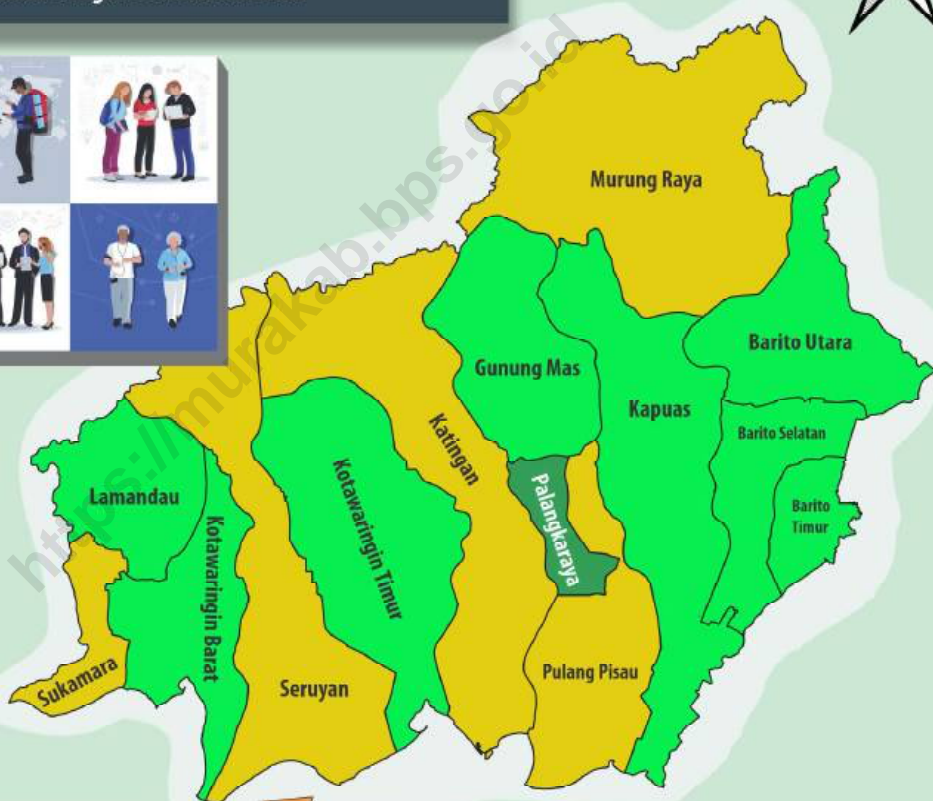 https://murakab.bps.go.id
Murung Raya
Barito Utara
Gunung Mas
Kapuas
Barito Selatan
Katingan
Kotawaringin Timur
Lamandau
Palangkaraya
Barito
Timur
Kotawaringin Barat
Sukamara
Seruyan
Pulang Pisau